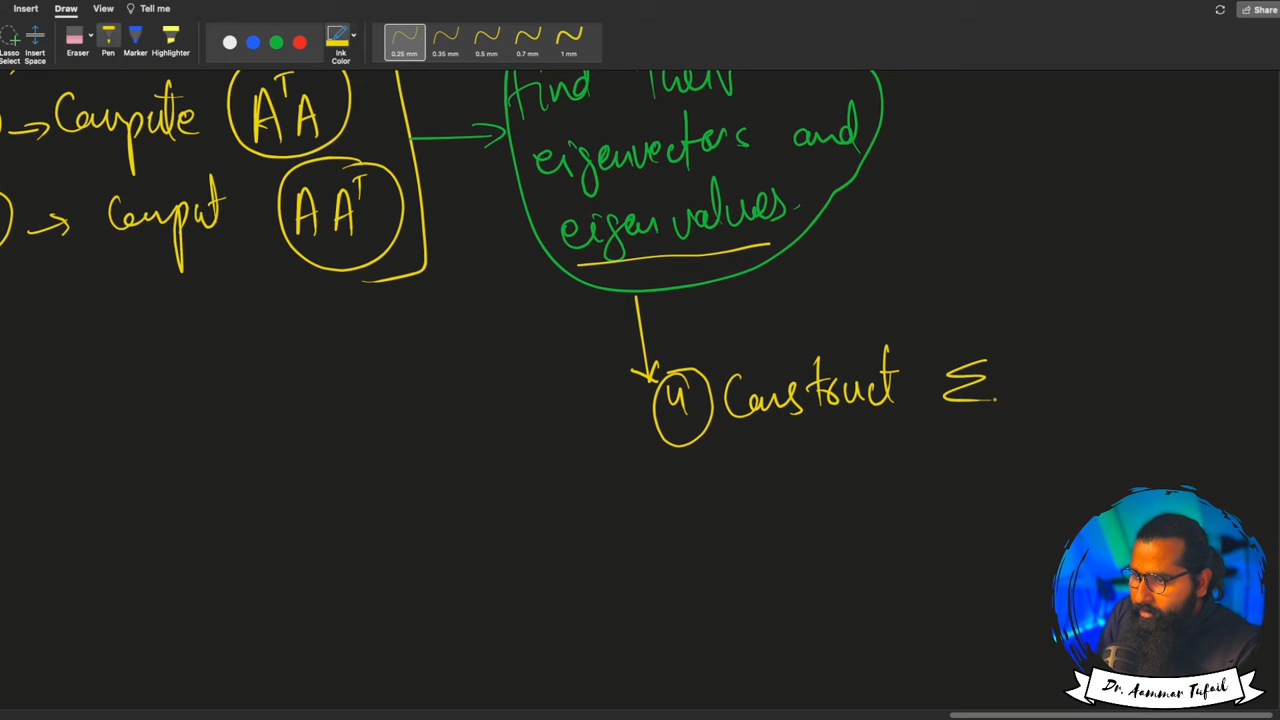 Insert Draw View Tell me
Share
Lasso Select
Insert Space
Eraser
Pen
Marker
Highlighter
Ink Color
0.25 mm
0.35 mm
0.5 mm
0.7 mm
1 mm
→ Compute AᵀA
→ Comput AAᵀ
find their
eigenvectors and
eigen values.
4 Construct Σ
Dr. Aammar Tufail